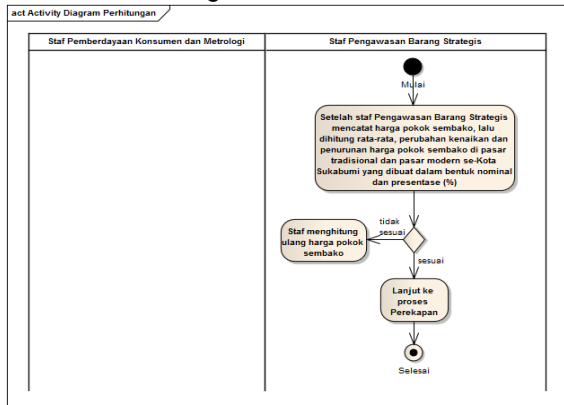 act Activity Diagram Perhitungan
Staf Pemberdayaan Konsumen dan Metrologi
Staf Pengawasan Barang Strategis
Mulai
Setelah staf Pengawasan Barang Strategis
mencatat harga pokok sembako, lalu
dihitung rata-rata, perubahan kenaikan dan
penurunan harga pokok sembako di pasar
tradisional dan pasar modern se-Kota
Sukabumi yang dibuat dalam bentuk nominal
dan presentase (%)
tidak
sesuai
Staf menghitung
ulang harga pokok
sembako
sesuai
Lanjut ke
proses
Perekapan
Selesai